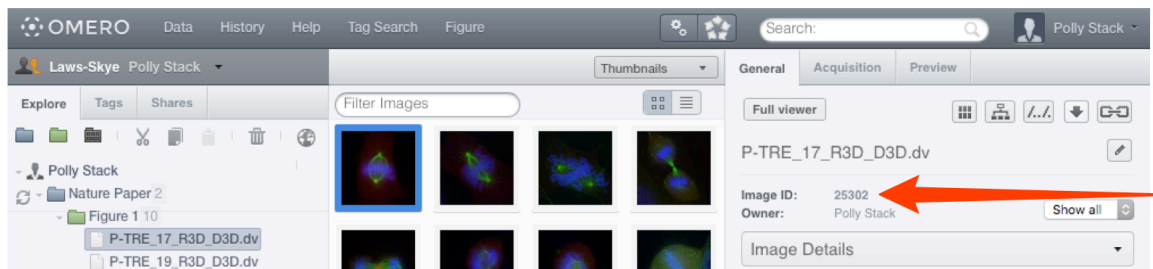 OMERO Data History Help Tag Search Figure Search: Polly Stack
Laws-Skye Polly Stack
Thumbnails
General Acquisition Preview
Explore Tags Shares
Filter Images
Full viewer
/.../
P-TRE_17_R3D_D3D.dv
Polly Stack
Nature Paper 2
Figure 1 10
P-TRE_17_R3D_D3D.dv
P-TRE_19_R3D_D3D.dv
Image ID: 25302
Owner: Polly Stack
Show all
Image Details